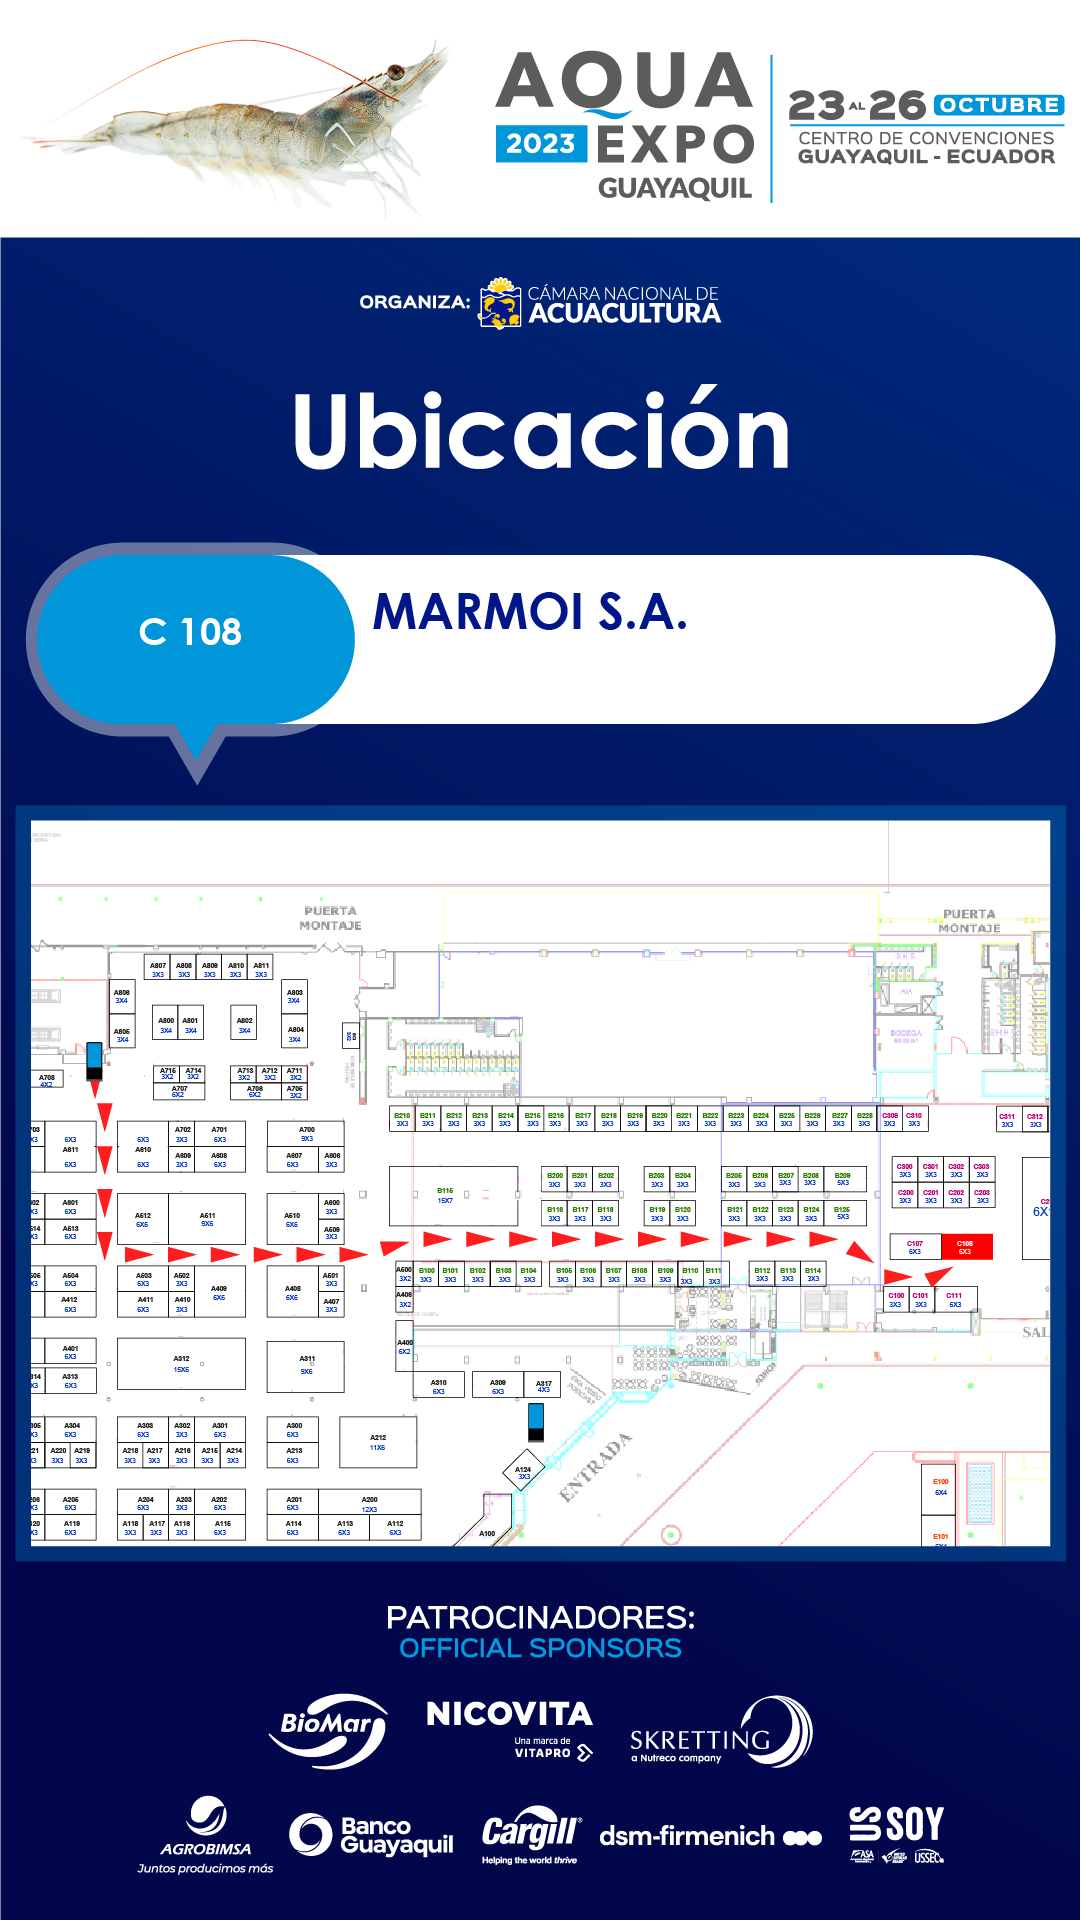 AQUA
2023 EXPO
GUAYAQUIL
23 AL 26 OCTUBRE
CENTRO DE CONVENCIONES
GUAYAQUIL - ECUADOR
ORGANIZA:
CÁMARA NACIONAL DE
ACUACULTURA
Ubicación
C 108
MARMOI S.A.
PUERTA
MONTAJE
PUERTA
MONTAJE
A807 A808 A809 A810 A811
3X3 3X3 3X3 3X3 3X3
A806
3X4
A803
3X4
A800 A801
3X4 3X4
A802
3X4
A805
3X4
A804
3X4
BODEGA
A708
4X2
A715 A714
3X2 3X2
A713 A712 A711
3X2 3X2 3X2
A707
6X2
A706
6X2
A705
3X2
B210 B211 B212 B213 B214 B215 B216 B217 B218 B219 B220 B221 B222 B223 B224 B225 B226 B227 B228 C309 C310
3X3 3X3 3X3 3X3 3X3 3X3 3X3 3X3 3X3 3X3 3X3 3X3 3X3 3X3 3X3 3X3 3X3 3X3 3X3 3X3 3X3
C311 C312
3X3 3X3
6X3
A611
6X3
6X3
A610
6X3
A702 A701
3X3 6X3
A700
9X3
A609 A608
3X3 6X3
A607 A606
6X3 3X3
B115
15X7
B200 B201 B202
3X3 3X3 3X3
B203 B204
3X3 3X3
B205 B206 B207 B208 B209
3X3 3X3 3X3 3X3 5X3
C300 C301 C302 C303
3X3 3X3 3X3 3X3
B116 B117 B118
3X3 3X3 3X3
B119 B120
3X3 3X3
B121 B122 B123 B124 B125
3X3 3X3 3X3 3X3 5X3
C200 C201 C202 C203
3X3 3X3 3X3 3X3
A601
6X3
A513
6X3
A512
6X6
A511
9X6
A510
6X6
A600
3X3
A509
3X3
C107
6X3
C108
6X3
A504
6X3
A412
6X3
A503 A502
6X3 3X3
A411 A410
6X3 3X3
A409
6X6
A408
6X6
A501
3X3
A407
3X3
A500
3X2
A406
3X2
B100 B101 B102 B103 B104 B105 B106 B107 B108 B109 B110 B111
3X3 3X3 3X3 3X3 3X3 3X3 3X3 3X3 3X3 3X3 3X3 3X3
B112 B113 B114
3X3 3X3 3X3
C100 C101 C111
3X3 3X3 6X3
A401
6X3
A313
6X3
A312
15X6
A311
9X6
A400
6X2
A310
6X3
A309
6X3
A317
4X3
A304
6X3
A303 A302 A301
6X3 3X3 6X3
A300
6X3
A212
11X6
A220 A219
3X3 3X3
A218 A217 A216 A215 A214
3X3 3X3 3X3 3X3 3X3
A213
6X3
A124
3X3
ENTRADA
E100
6X4
A205
6X3
A204 A203 A202
6X3 3X3 6X3
A201
6X3
A200
12X3
A119
6X3
A118 A117 A116 A115
3X3 3X3 3X3 6X3
A114 A113 A112
6X3 6X3 6X3
A100
E101
PATROCINADORES:
OFFICIAL SPONSORS
BioMar
NICOVITA
Una marca de
VITAPRO
SKRETTING
a Nutreco company
AGROBIMSA
Juntos producimos más
Banco
Guayaquil
Cargill®
Helping the world thrive
dsm-firmenich
US SOY
ASA
USSEC